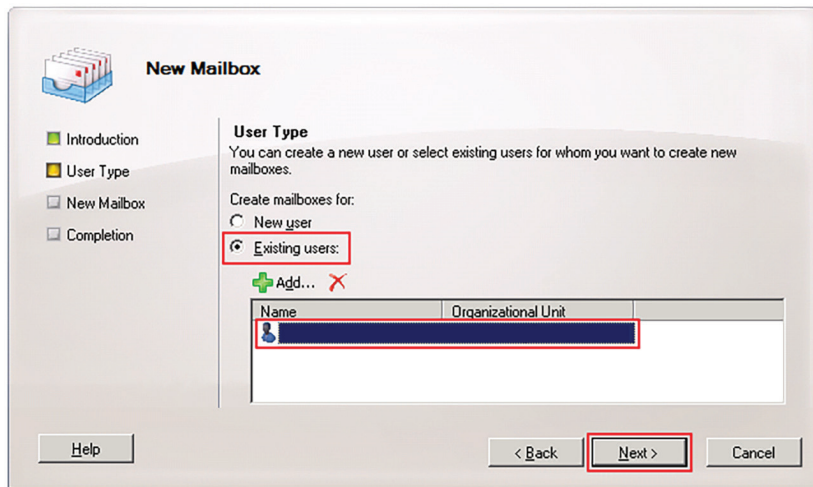 New Mailbox
Introduction
User Type
New Mailbox
Completion
User Type
You can create a new user or select existing users for whom you want to create new
mailboxes.
Create mailboxes for:
New user
Existing users:
Add...
Name Organizational Unit
Help
< Back Next > Cancel